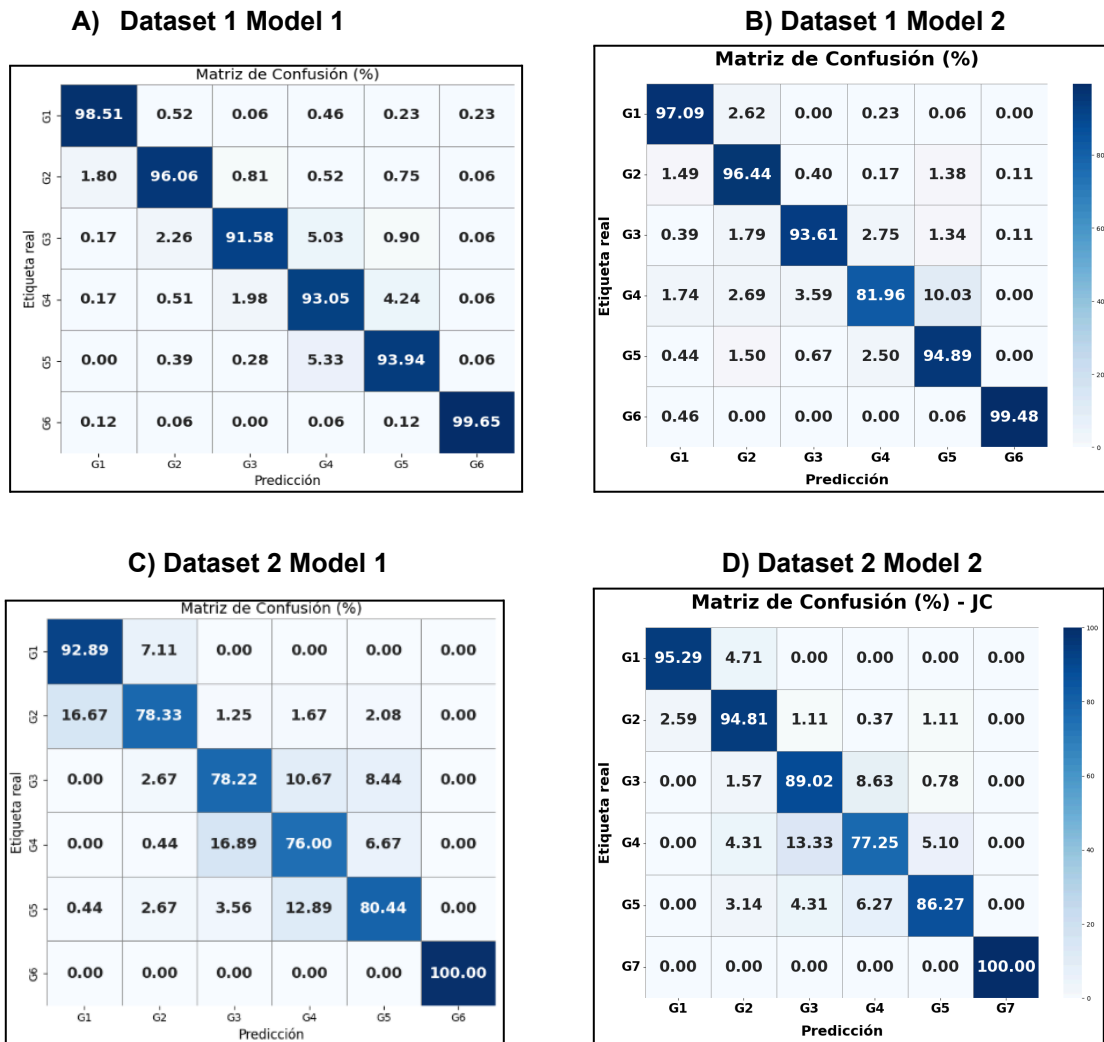 A) Dataset 1 Model 1
Matriz de Confusión (%)
G1 98.51 0.52 0.06 0.46 0.23 0.23
G2 1.80 96.06 0.81 0.52 0.75 0.06
G3 0.17 2.26 91.58 5.03 0.90 0.06
G4 0.17 0.51 1.98 93.05 4.24 0.06
G5 0.00 0.39 0.28 5.33 93.94 0.06
G6 0.12 0.06 0.00 0.06 0.12 99.65
Etiqueta real
G1 G2 G3 G4 G5 G6
Predicción
B) Dataset 1 Model 2
Matriz de Confusión (%)
G1 97.09 2.62 0.00 0.23 0.06 0.00
G2 1.49 96.44 0.40 0.17 1.38 0.11
G3 0.39 1.79 93.61 2.75 1.34 0.11
G4 1.74 2.69 3.59 81.96 10.03 0.00
G5 0.44 1.50 0.67 2.50 94.89 0.00
G6 0.46 0.00 0.00 0.00 0.06 99.48
Etiqueta real
G1 G2 G3 G4 G5 G6
Predicción
80
60
40
20
0
C) Dataset 2 Model 1
Matriz de Confusión (%)
G1 92.89 7.11 0.00 0.00 0.00 0.00
G2 16.67 78.33 1.25 1.67 2.08 0.00
G3 0.00 2.67 78.22 10.67 8.44 0.00
G4 0.00 0.44 16.89 76.00 6.67 0.00
G5 0.44 2.67 3.56 12.89 80.44 0.00
G6 0.00 0.00 0.00 0.00 0.00 100.00
Etiqueta real
G1 G2 G3 G4 G5 G6
Predicción
D) Dataset 2 Model 2
Matriz de Confusión (%) - JC
G1 95.29 4.71 0.00 0.00 0.00 0.00
G2 2.59 94.81 1.11 0.37 1.11 0.00
G3 0.00 1.57 89.02 8.63 0.78 0.00
G4 0.00 4.31 13.33 77.25 5.10 0.00
G5 0.00 3.14 4.31 6.27 86.27 0.00
G7 0.00 0.00 0.00 0.00 0.00 100.00
Etiqueta real
G1 G2 G3 G4 G5 G7
Predicción
100
80
60
40
20
0